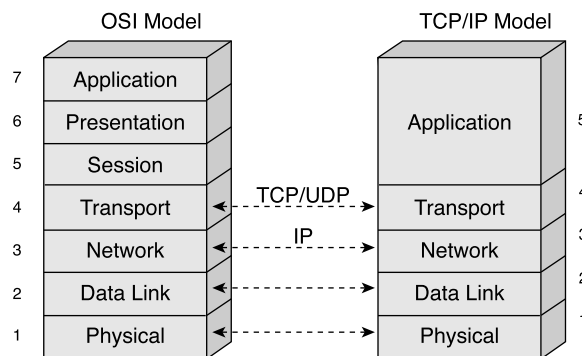 OSI Model
TCP/IP Model
7 Application
6 Presentation
5 Session
4 Transport
3 Network
2 Data Link
1 Physical
TCP/UDP
IP
Application 5
Transport 4
Network 3
Data Link 2
Physical 1